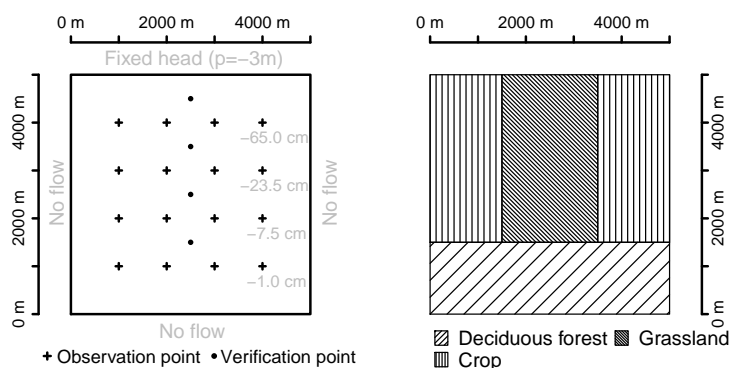 0 m 2000 m 4000 m
Fixed head (p=−3m)
0 m 2000 m 4000 m
No flow
−65.0 cm
−23.5 cm
−7.5 cm
−1.0 cm
No flow
No flow
+ Observation point • Verification point
0 m 2000 m 4000 m
0 m 2000 m 4000 m
Deciduous forest Grassland
Crop